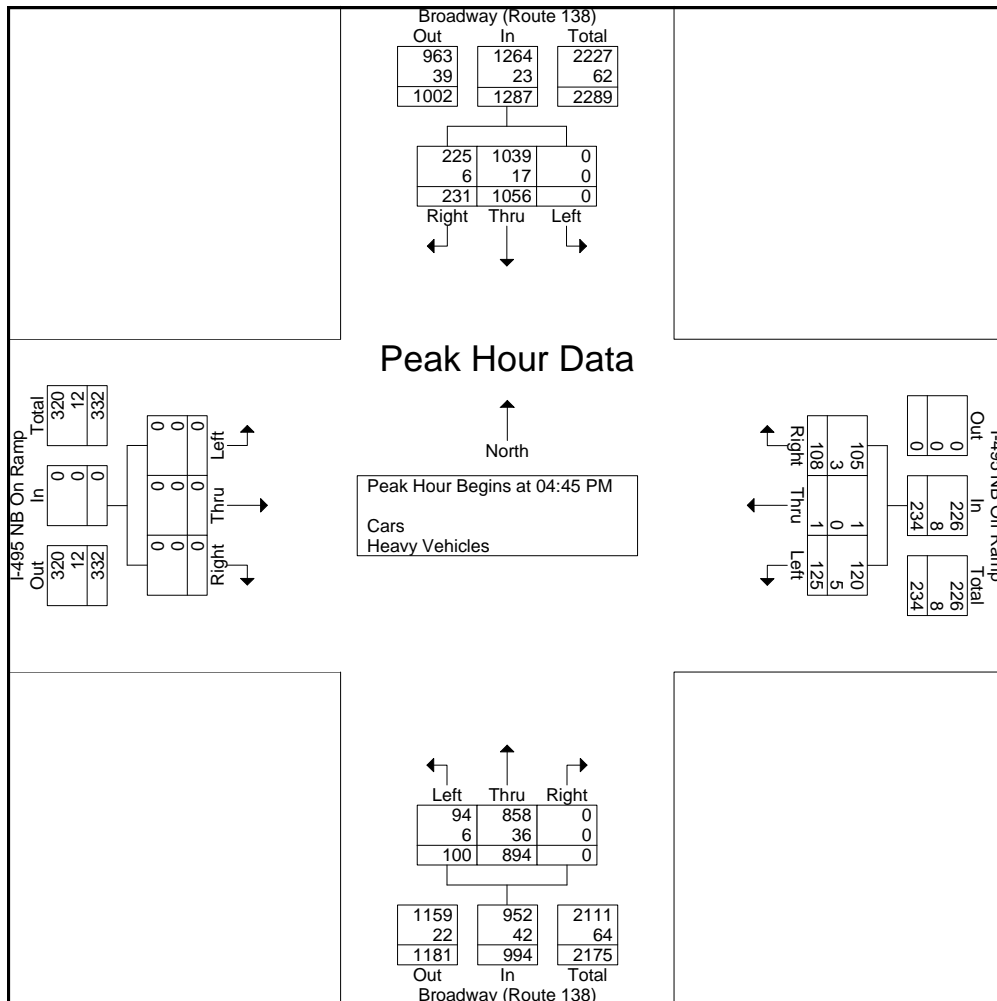 Broadway (Route 138)
Out In Total
963 1264 2227
39 23 62
1002 1287 2289
225 1039 0
6 17 0
231 1056 0
Right Thru Left
Peak Hour Data
North
Peak Hour Begins at 04:45 PM
Cars
Heavy Vehicles
I-495 NB On Ramp
Out In Total
320 0 320
12 0 12
332 0 332
Right Thru Left
0 0 0
0 0 0
0 0 0
I-495 NB On Ramp
Out In Total
0 226 226
0 8 8
0 234 234
105 1 120
3 0 5
108 1 125
Right Thru Left
Left Thru Right
94 858 0
6 36 0
100 894 0
1159 952 2111
22 42 64
1181 994 2175
Out In Total
Broadway (Route 138)